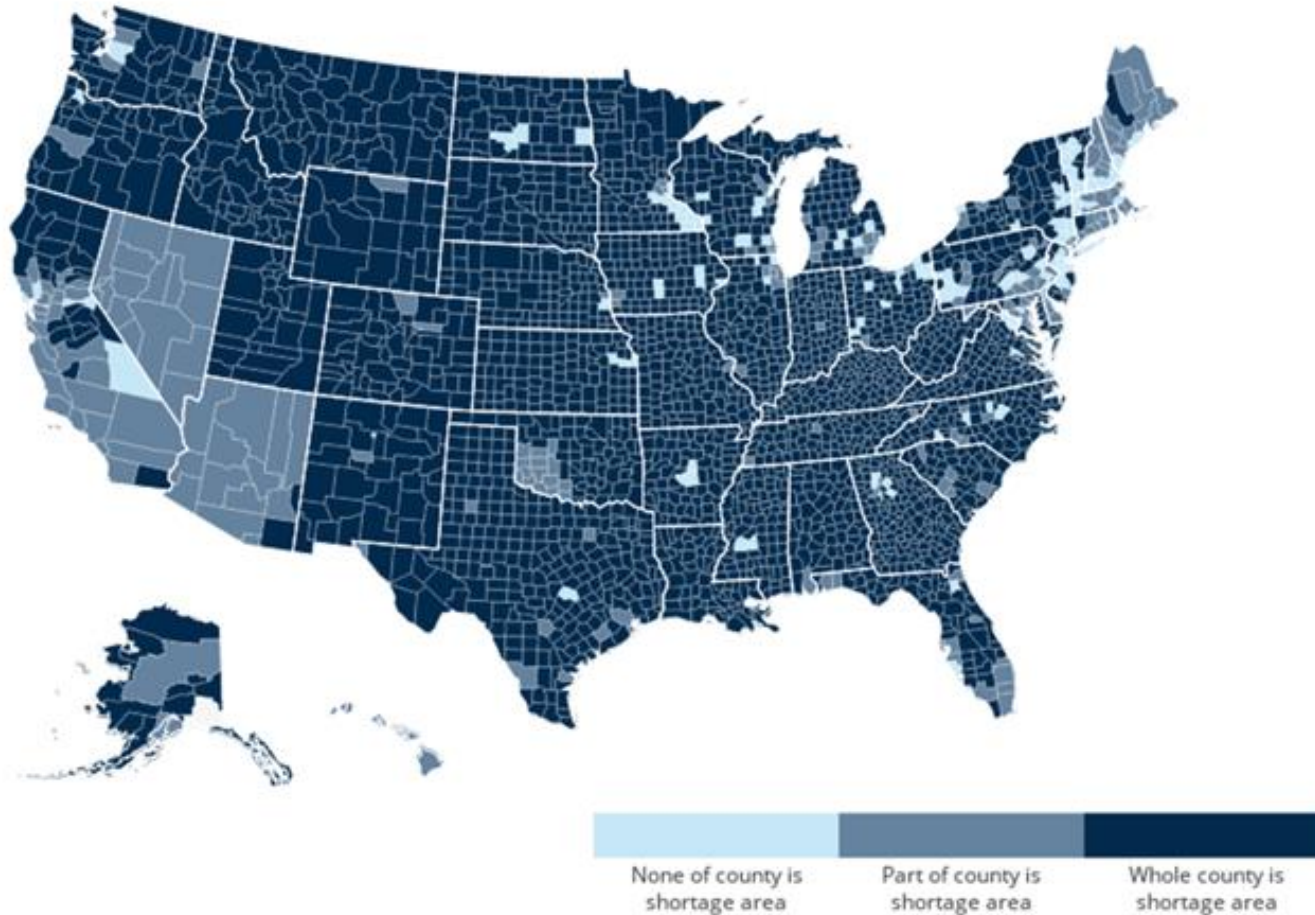 None of county is
shortage area
Part of county is
shortage area
Whole county is
shortage area